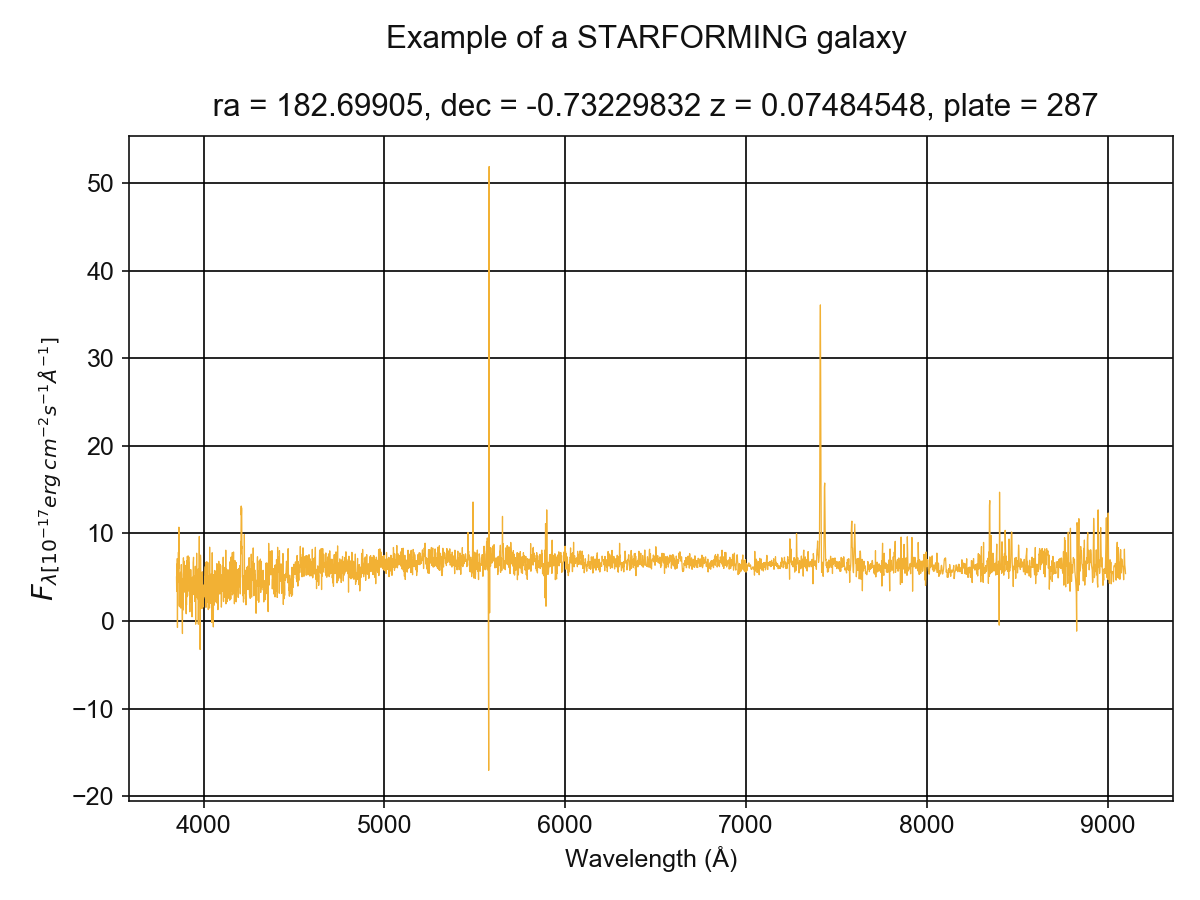 Example of a STARFORMING galaxy
ra = 182.69905, dec = -0.73229832 z = 0.07484548, plate = 287
50
40
30
20
10
0
−10
−20
F_{λ[10^{−17} erg cm^{−2} s^{−1} Å^{−1}]}
4000 5000 6000 7000 8000 9000
Wavelength (Å)